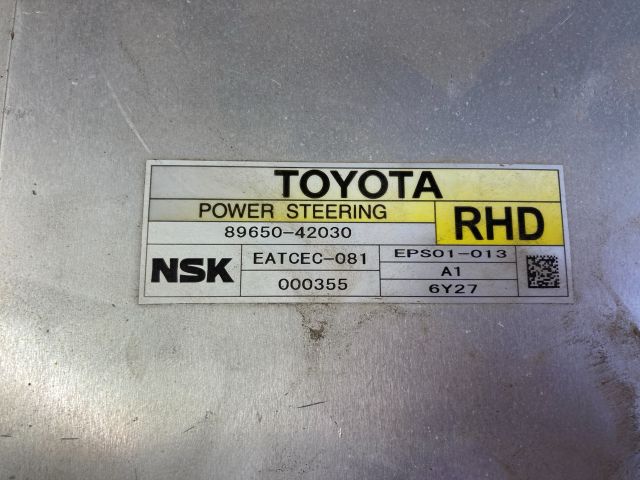 TOYOTA
POWER STEERING
RHD
89650-42030
NSK
EATCEC-081
EPS01-013
000355
A1
6Y27